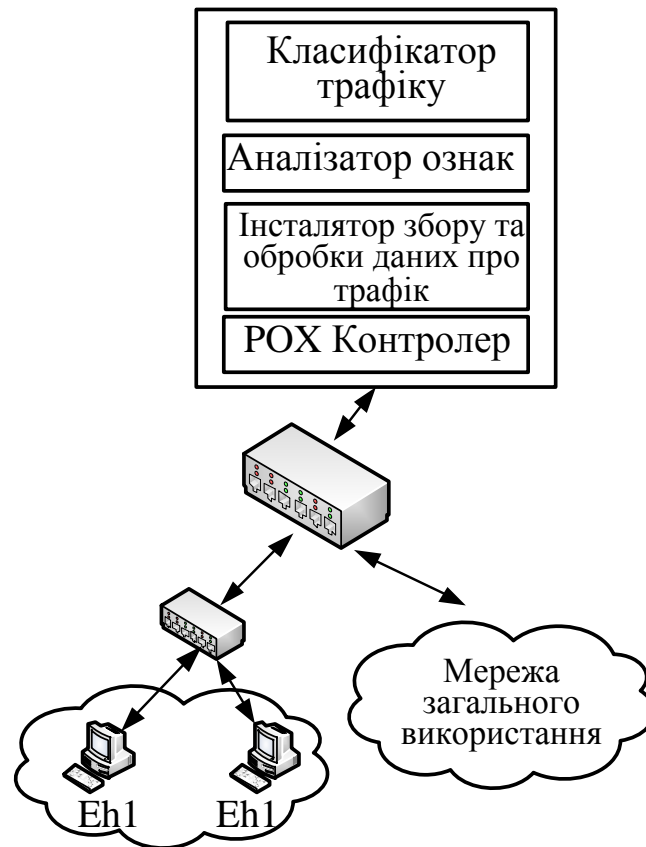 Класифікатор
трафіку
Аналізатор ознак
Інсталятор збору та
обробки даних про
трафік
POX Контролер
Мережа
загального
використання
Eh1 Eh1